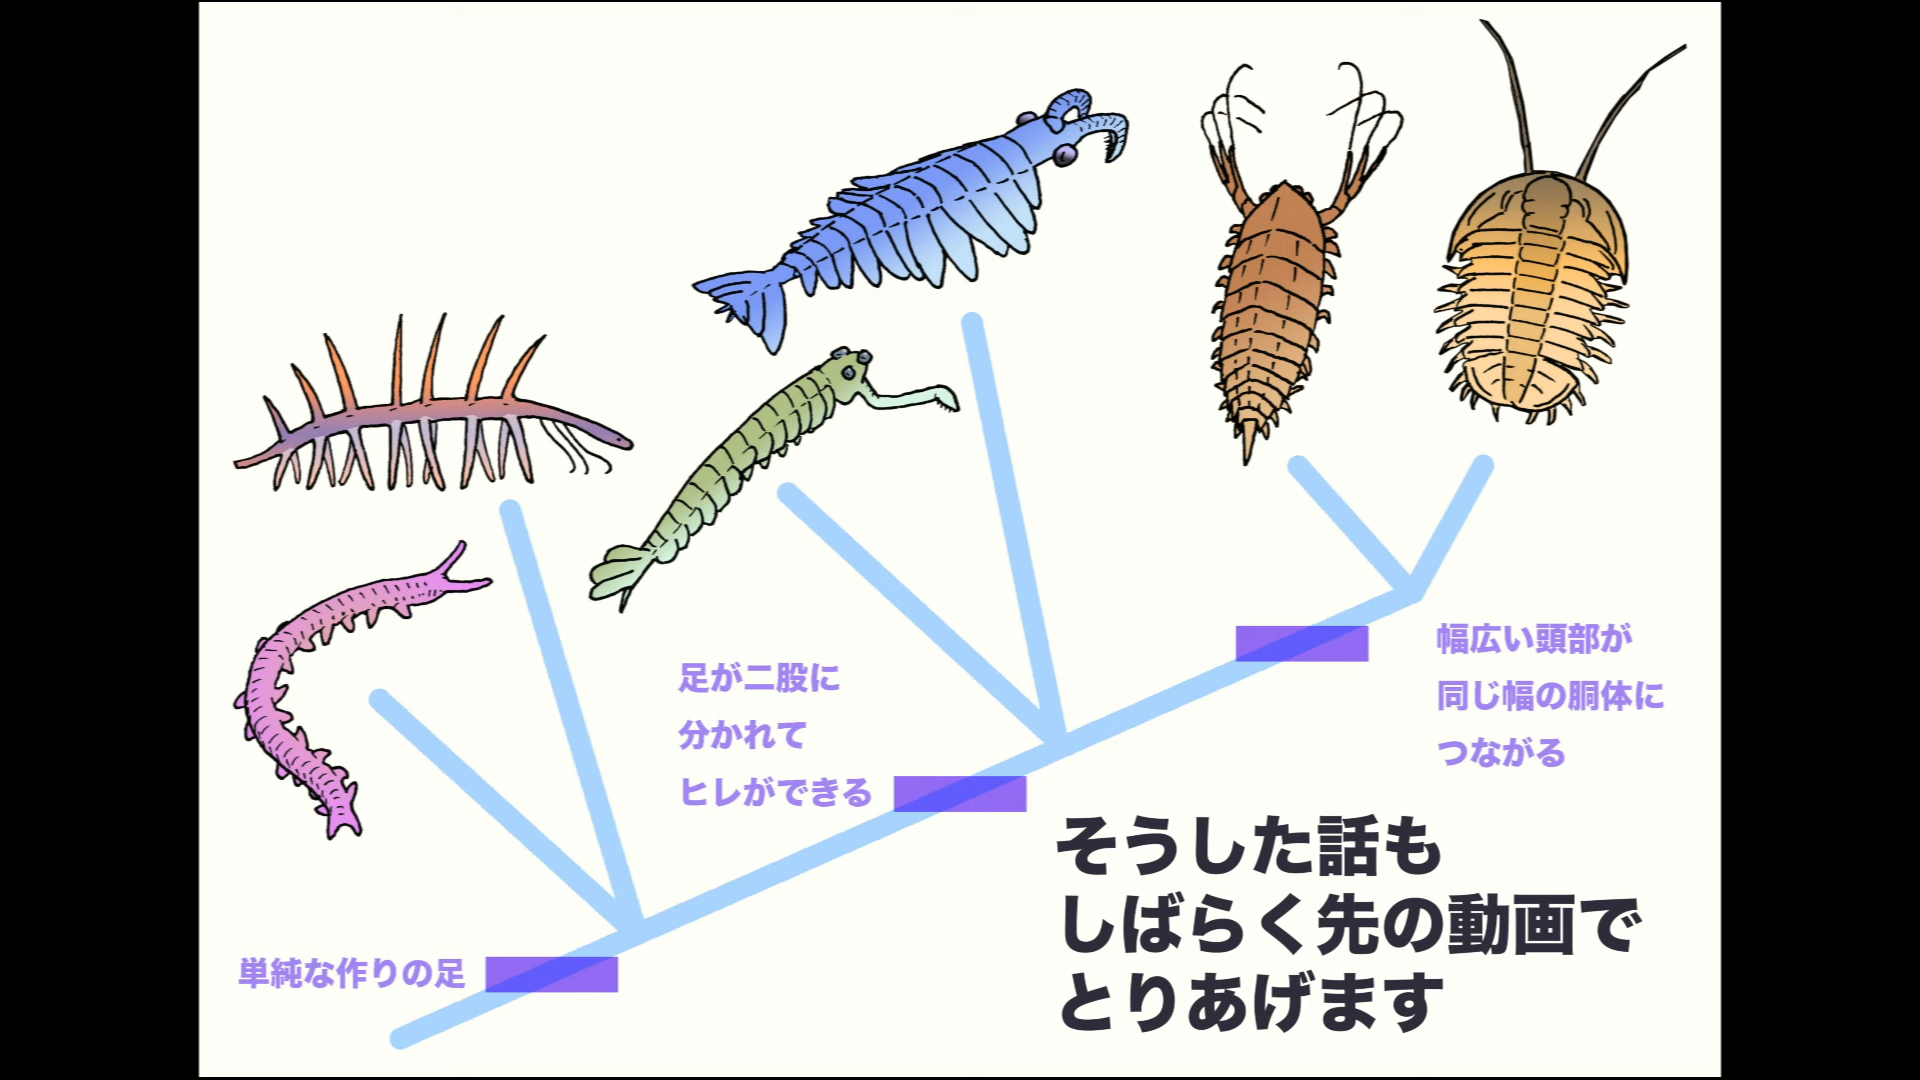 足が二股に
分かれて
ヒレができる
幅広い頭部が
同じ幅の胴体に
つながる
単純な作りの足
そうした話も
しばらく先の動画で
とりあげます